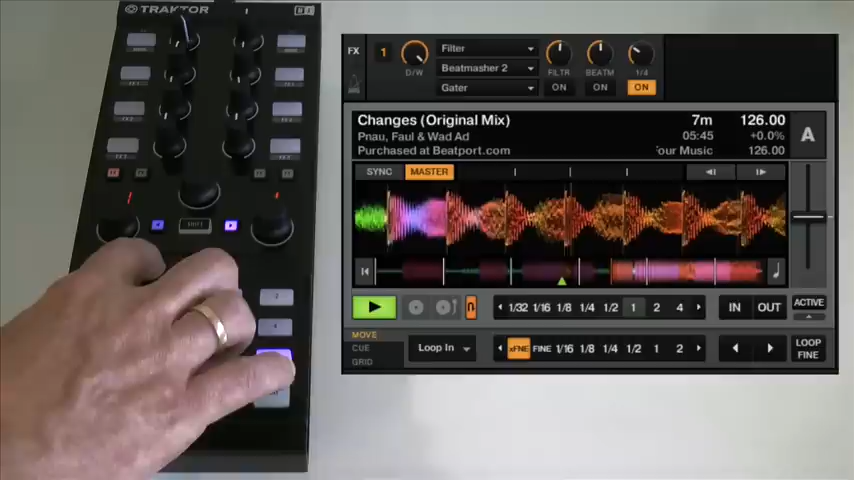 TRAKTOR
SHIFT
FX
1
D/W
Filter
Beatmasher 2
Gater
FILTR
BEATM
1/4
ON
ON
ON
Changes (Original Mix)
7m
126.00
Pnau, Faul & Wad Ad
05:45
+0.0%
Purchased at Beatport.com
our Music
126.00
A
SYNC
MASTER
1/32 1/16 1/8 1/4 1/2 1 2 4
IN
OUT
ACTIVE
MOVE
CUE
GRID
Loop In
xFNE FINE 1/16 1/8 1/4 1/2 1 2
LOOP
FINE